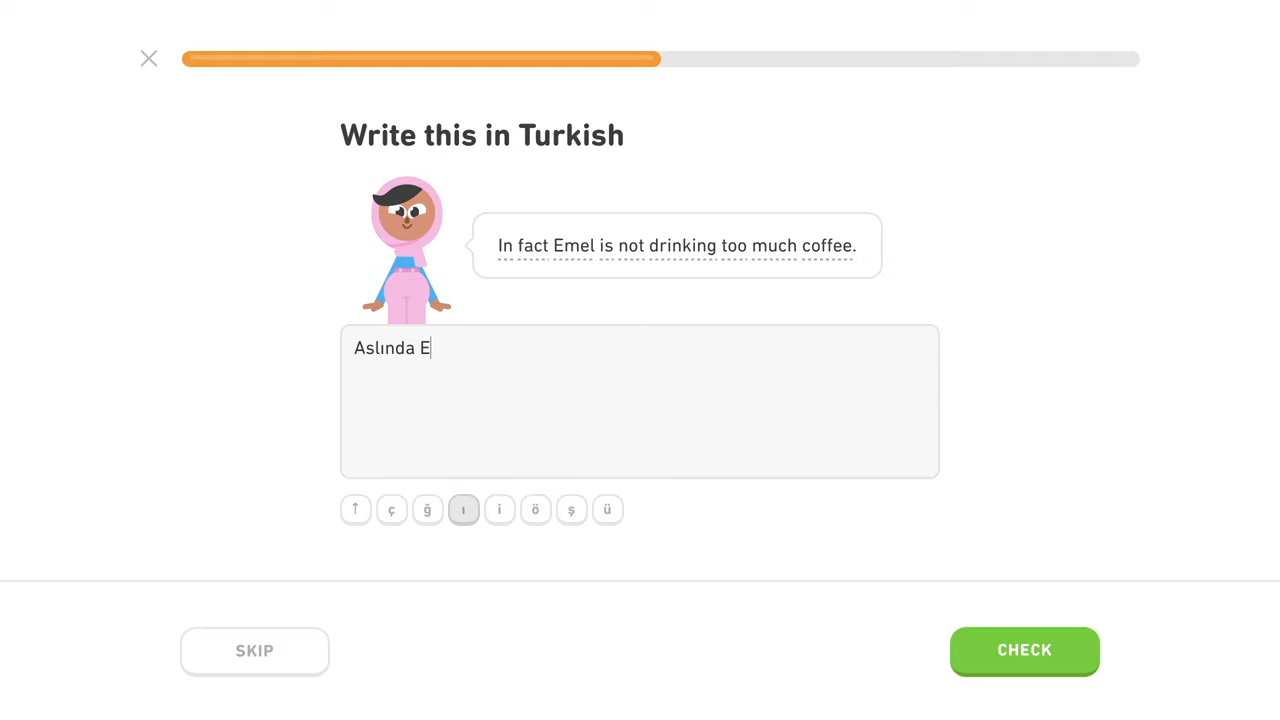 Write this in Turkish
In fact Emel is not drinking too much coffee.
Aslında E
↑ ç ğ ı i ö ş ü
SKIP
CHECK